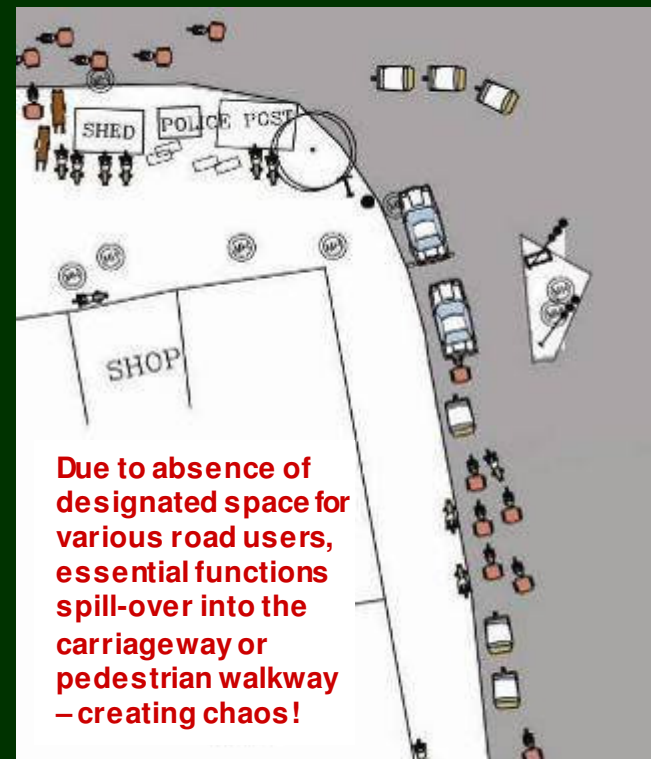 SHED
POLICE POST
SHOP
Due to absence of
designated space for
various road users,
essential functions
spill-over into the
carriageway or
pedestrian walkway
– creating chaos!